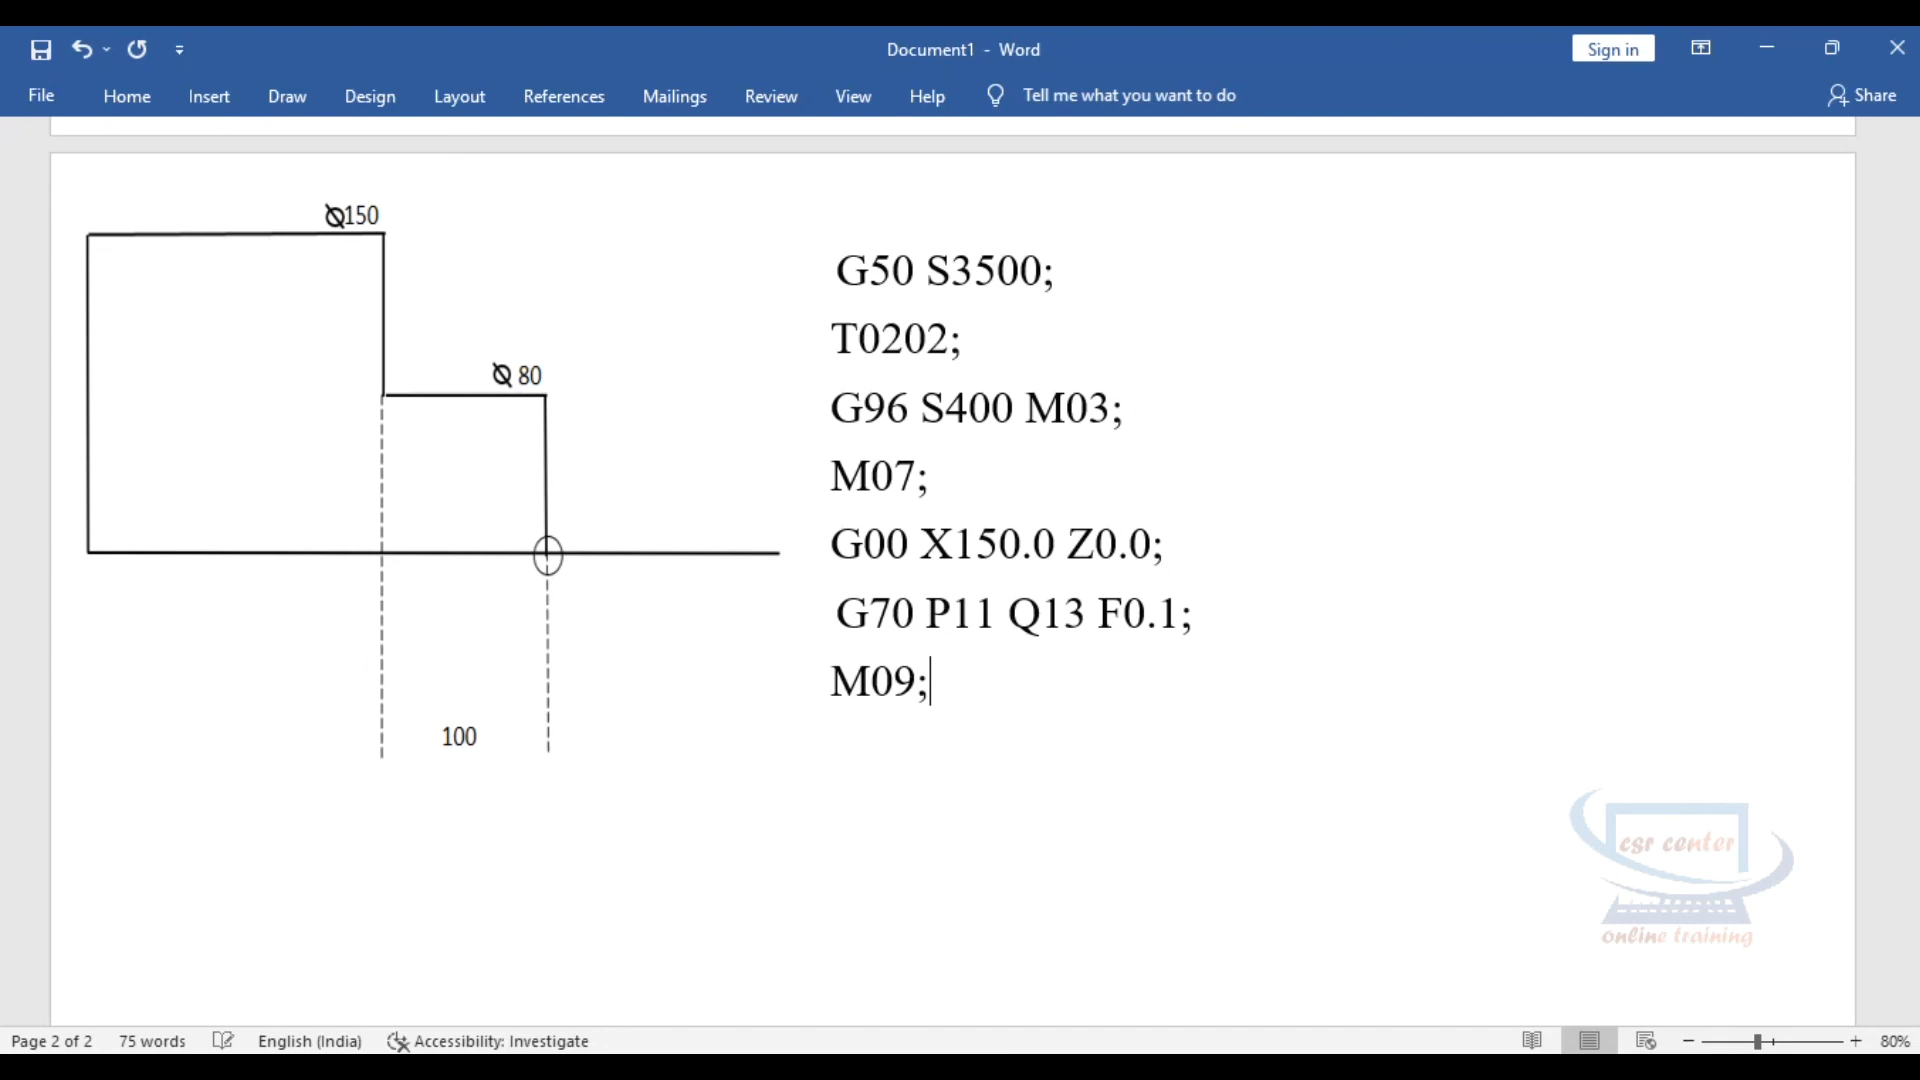 Document1 - Word
Sign in
File Home Insert Draw Design Layout References Mailings Review View Help Tell me what you want to do Share
Ø150
Ø 80
100
G50 S3500;
T0202;
G96 S400 M03;
M07;
G00 X150.0 Z0.0;
G70 P11 Q13 F0.1;
M09;
csr center
online training
Page 2 of 2 75 words English (India) Accessibility: Investigate 80%